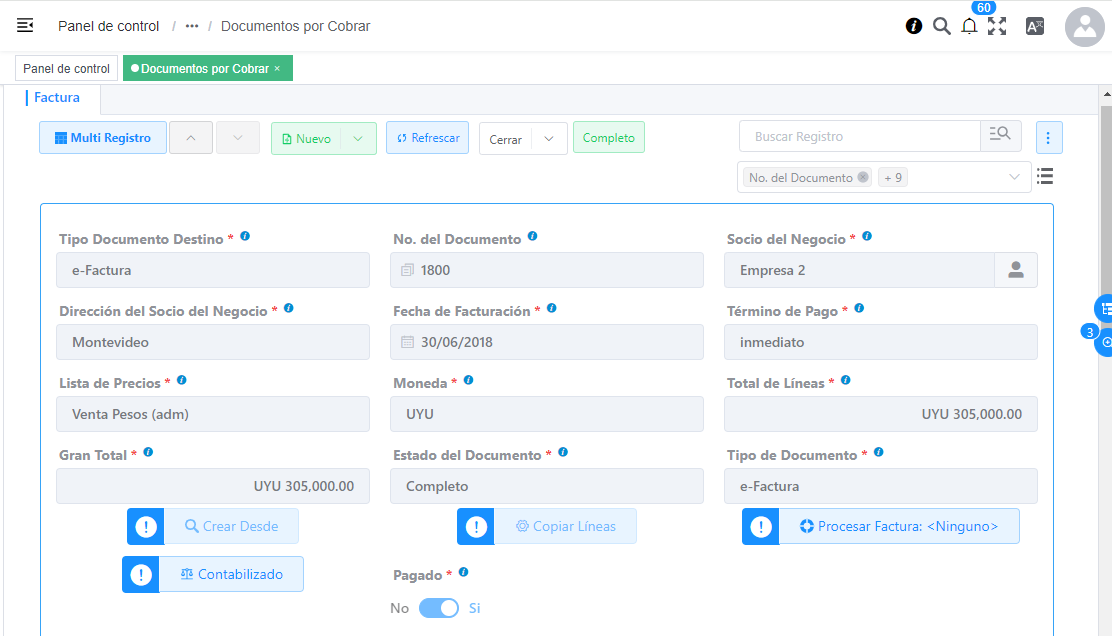 60
Panel de control / ••• / Documentos por Cobrar
Panel de control Documentos por Cobrar ×
Factura
Multi Registro Nuevo Refrescar Cerrar Completo Buscar Registro
No. del Documento + 9
Tipo Documento Destino * No. del Documento Socio del Negocio *
e-Factura 1800 Empresa 2
Dirección del Socio del Negocio * Fecha de Facturación * Término de Pago *
Montevideo 30/06/2018 inmediato
3
Lista de Precios * Moneda * Total de Líneas *
Venta Pesos (adm) UYU UYU 305,000.00
Gran Total * Estado del Documento * Tipo de Documento *
UYU 305,000.00 Completo e-Factura
Crear Desde Copiar Líneas Procesar Factura: <Ninguno>
Contabilizado Pagado *
No Si